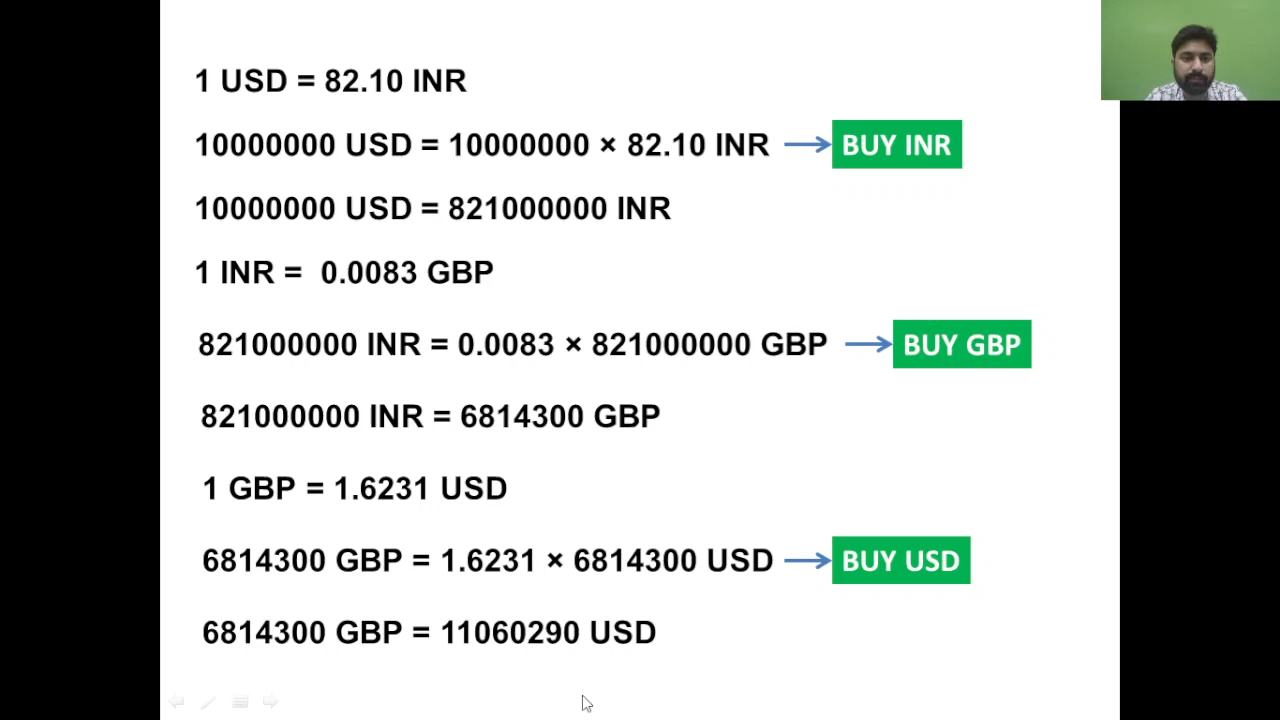 1 USD = 82.10 INR
10000000 USD = 10000000 × 82.10 INR BUY INR
10000000 USD = 821000000 INR
1 INR = 0.0083 GBP
821000000 INR = 0.0083 × 821000000 GBP BUY GBP
821000000 INR = 6814300 GBP
1 GBP = 1.6231 USD
6814300 GBP = 1.6231 × 6814300 USD BUY USD
6814300 GBP = 11060290 USD